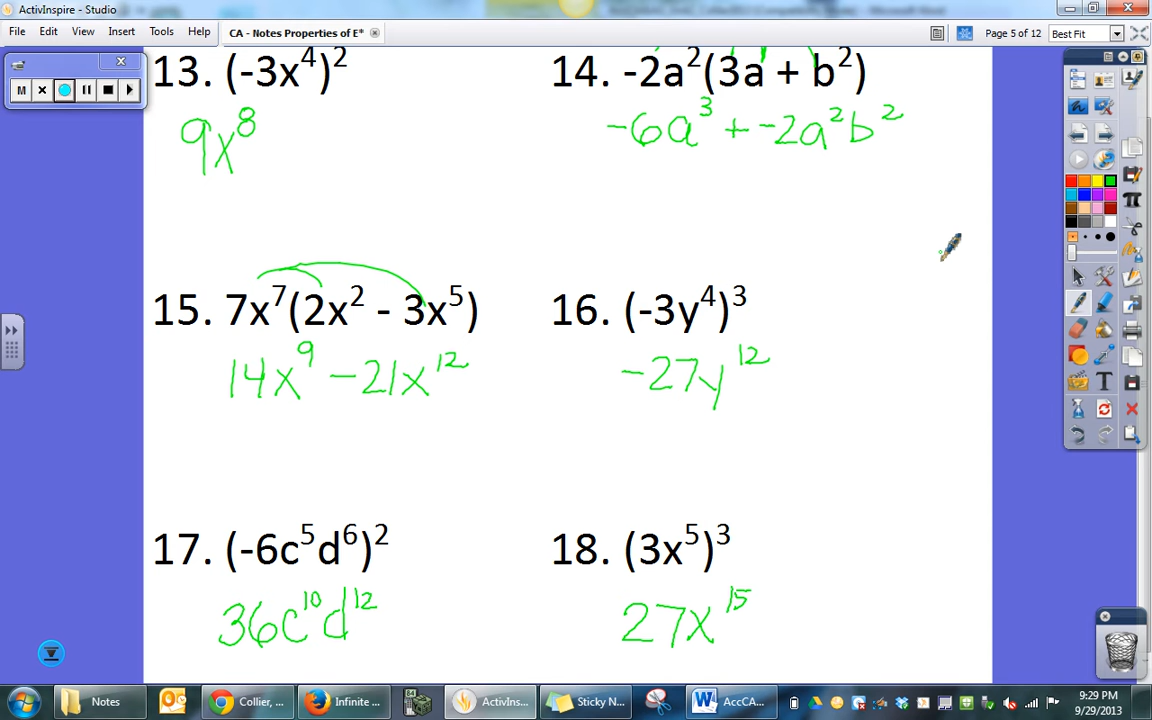 ActivInspire - Studio
File Edit View Insert Tools Help CA - Notes Properties of E* Page 5 of 12 Best Fit
M
13. (-3x⁴)²
9x⁸
14. -2a²(3a + b²)
-6a³ + -2a²b²
15. 7x⁷(2x² - 3x⁵)
14x⁹ - 21x¹²
16. (-3y⁴)³
-27y¹²
17. (-6c⁵d⁶)²
36c¹⁰d¹²
18. (3x⁵)³
27x¹⁵
Notes Collier, ... Infinite ... ActivIns... Sticky N... AccCA...
9:29 PM
9/29/2013